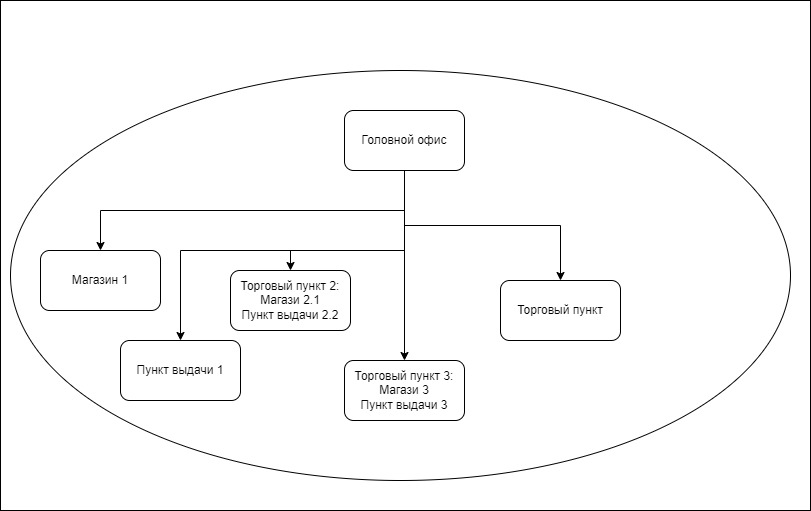 Головной офис
Магазин 1
Торговый пункт 2:
Магази 2.1
Пункт выдачи 2.2
Торговый пункт
Пункт выдачи 1
Торговый пункт 3:
Магази 3
Пункт выдачи 3